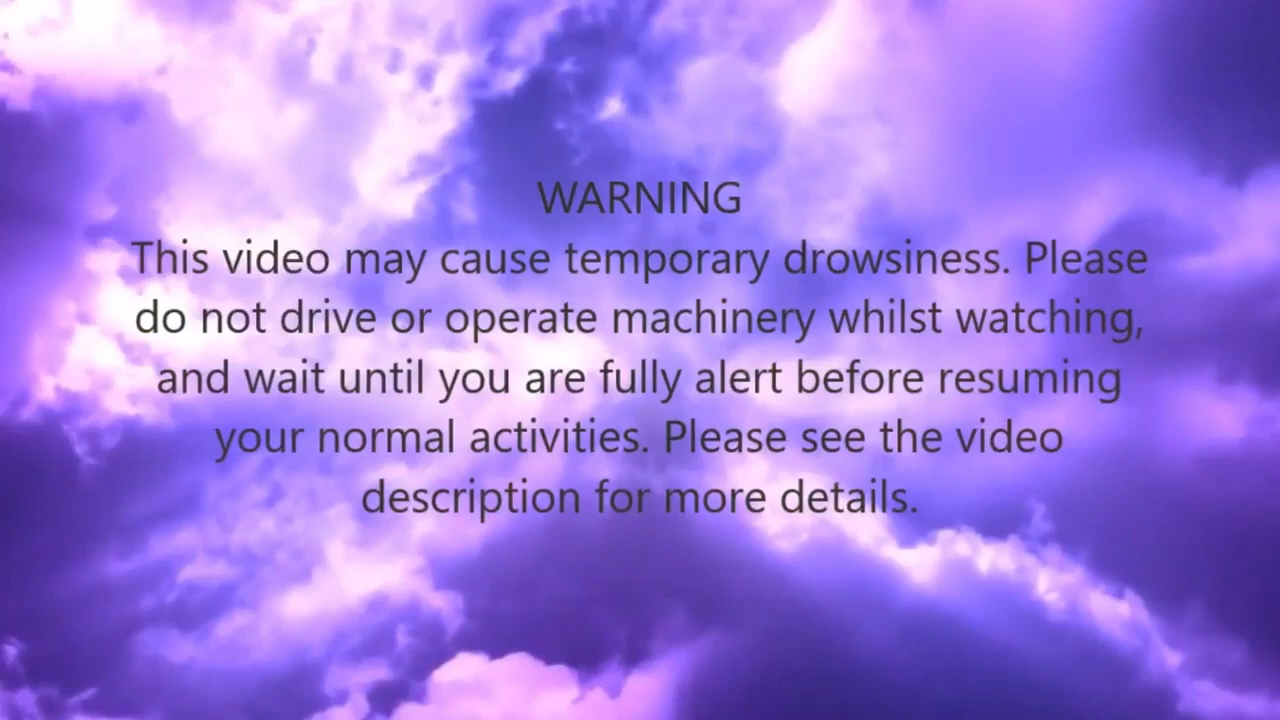 WARNING
This video may cause temporary drowsiness. Please
do not drive or operate machinery whilst watching,
and wait until you are fully alert before resuming
your normal activities. Please see the video
description for more details.